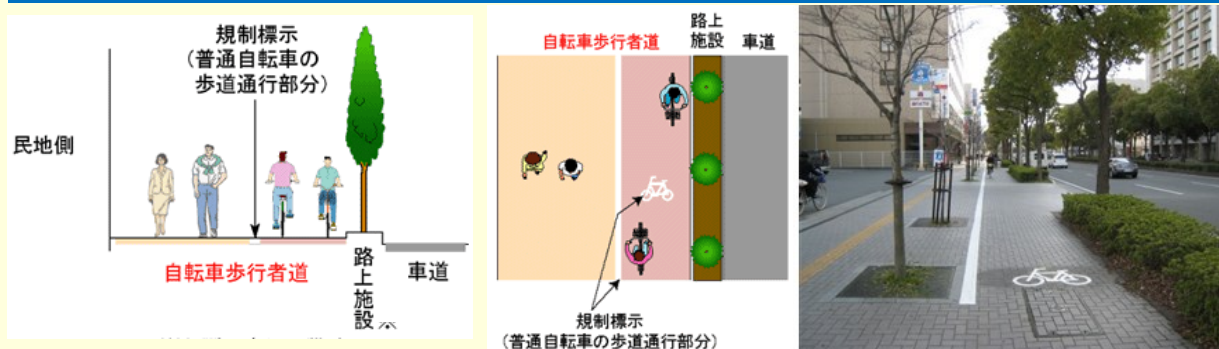 規制標示
(普通自転車の
歩道通行部分)
民地側
自転車歩行者道
路上施設
※
車道
自転車歩行者道
路上
施設
車道
規制標示
(普通自転車の歩道通行部分)